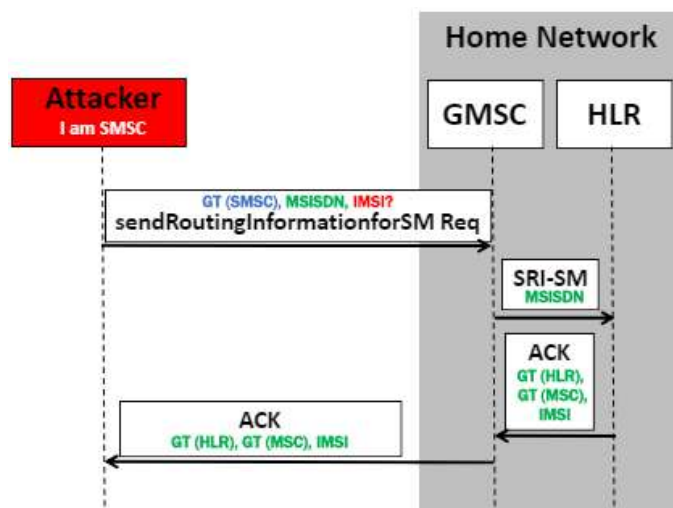 Home Network
Attacker
I am SMSC
GMSC
HLR
GT (SMSC), MSISDN, IMSI?
sendRoutingInformationforSM Req
SRI-SM
MSISDN
ACK
GT (HLR),
GT (MSC),
IMSI
ACK
GT (HLR), GT (MSC), IMSI